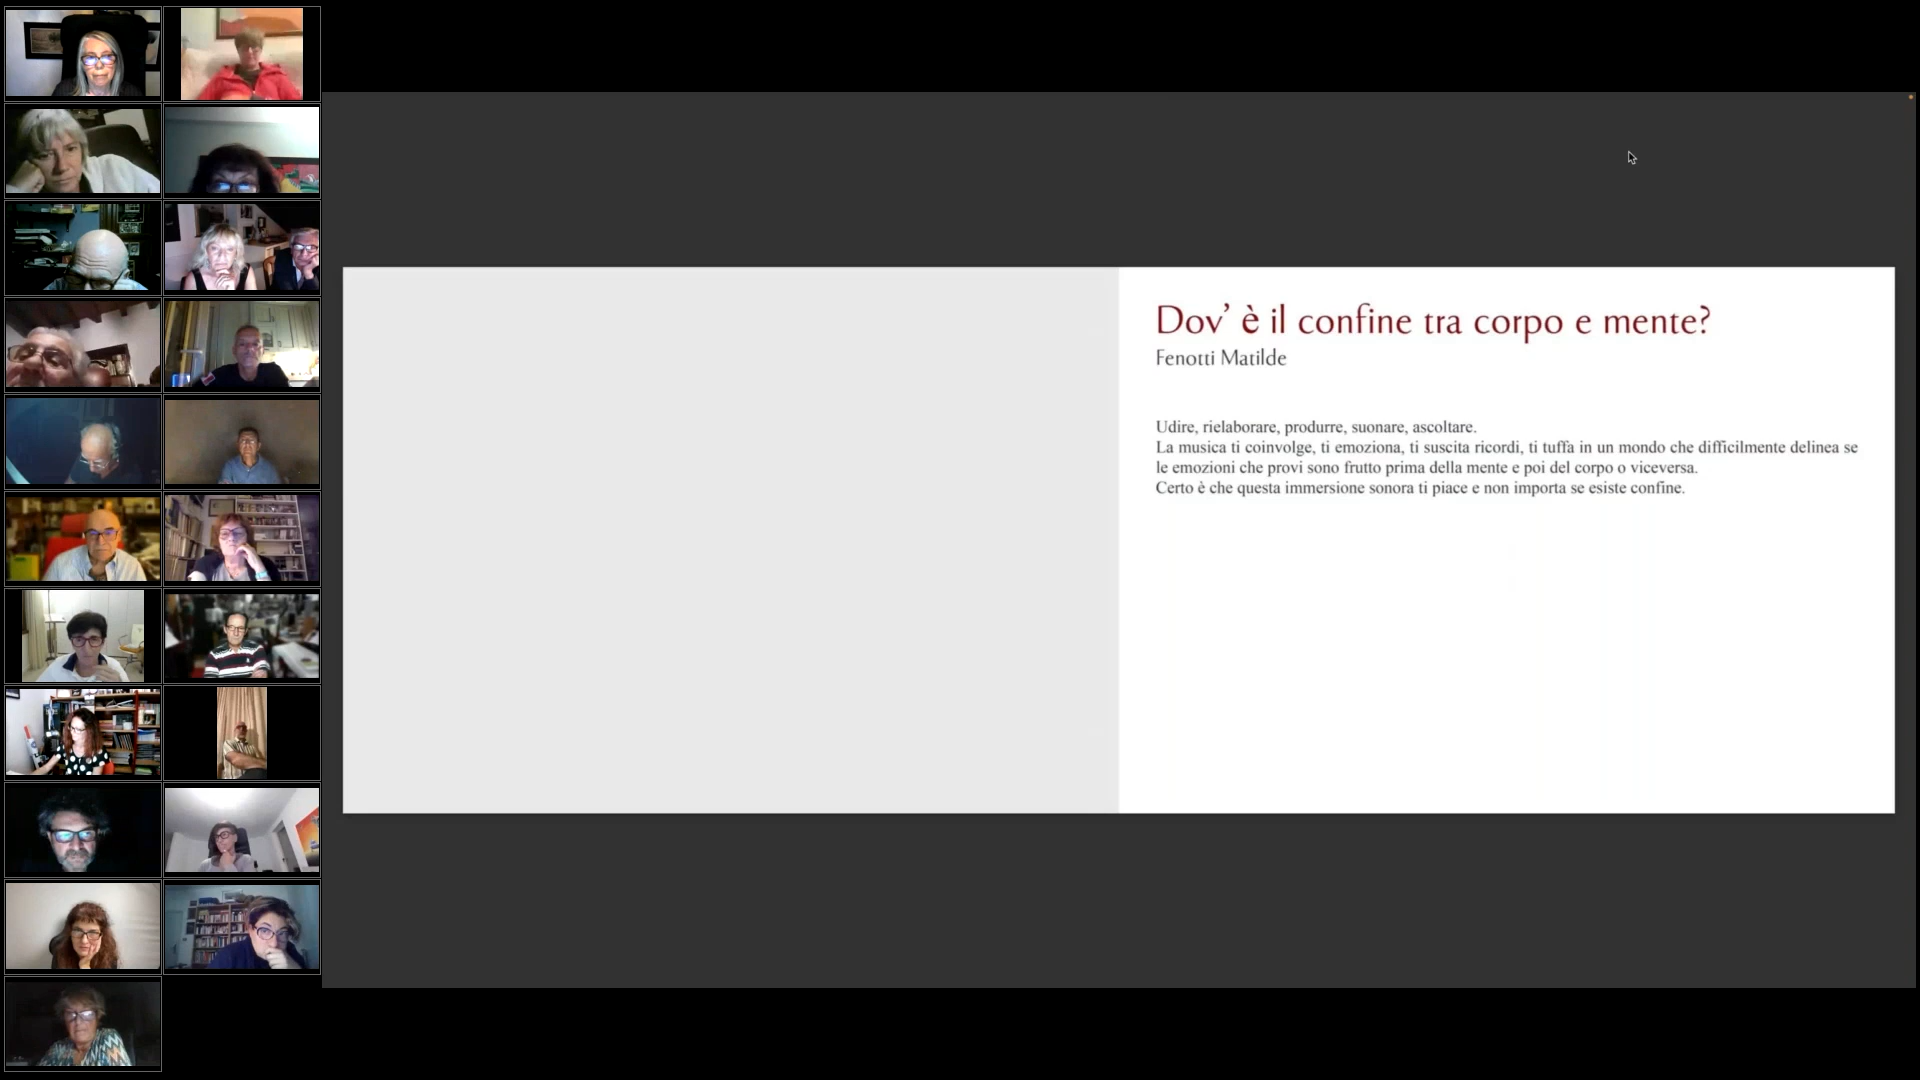 Dov’ è il confine tra corpo e mente?
Fenotti Matilde
Udire, rielaborare, produrre, suonare, ascoltare.
La musica ti coinvolge, ti emoziona, ti suscita ricordi, ti tuffa in un mondo che difficilmente delinea se
le emozioni che provi sono frutto prima della mente e poi del corpo o viceversa.
Certo è che questa immersione sonora ti piace e non importa se esiste confine.